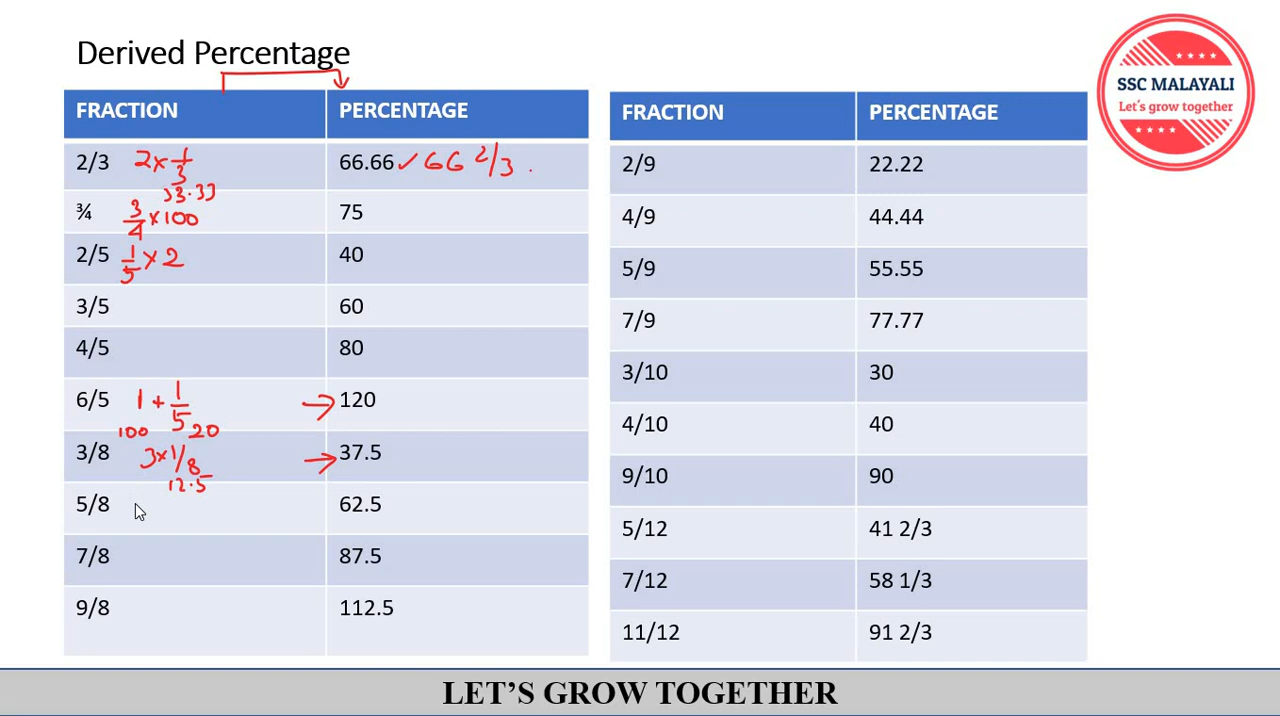 Derived Percentage
SSC MALAYALI
Let's grow together
FRACTION PERCENTAGE
2/3 2 × 1/3 33.33 66.66 ✓ 66 2/3 .
¾ 3/4 × 100 75
2/5 1/5 × 2 40
3/5 60
4/5 80
6/5 1 + 1/5 100 20 → 120
3/8 3 × 1/8 12.5 → 37.5
5/8 62.5
7/8 87.5
9/8 112.5
FRACTION PERCENTAGE
2/9 22.22
4/9 44.44
5/9 55.55
7/9 77.77
3/10 30
4/10 40
9/10 90
5/12 41 2/3
7/12 58 1/3
11/12 91 2/3
LET'S GROW TOGETHER